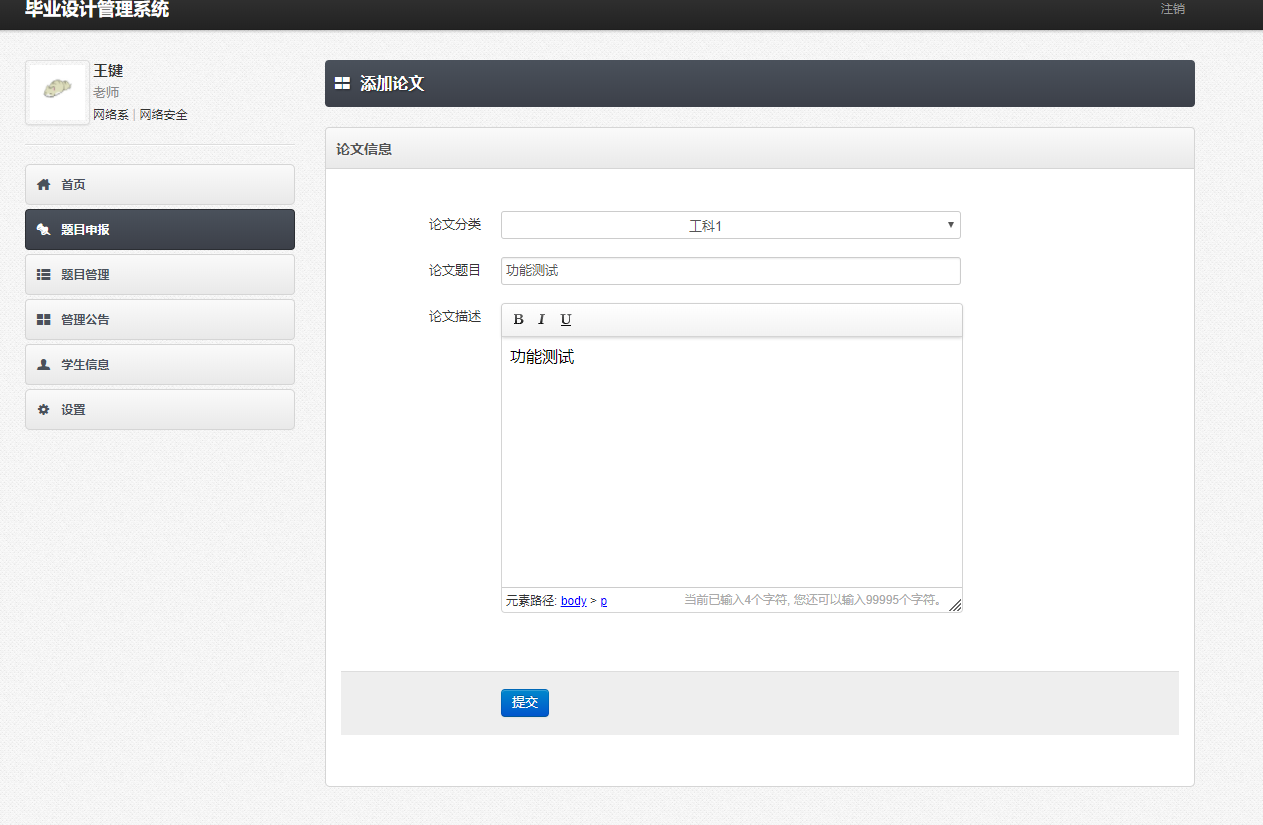 毕业设计管理系统
注销
王键
老师
网络系 | 网络安全
首页
题目申报
题目管理
管理公告
学生信息
设置
添加论文
论文信息
论文分类
工科1
论文题目
功能测试
论文描述
B I U
功能测试
元素路径: body > p
当前已输入4个字符, 您还可以输入99995个字符。
提交